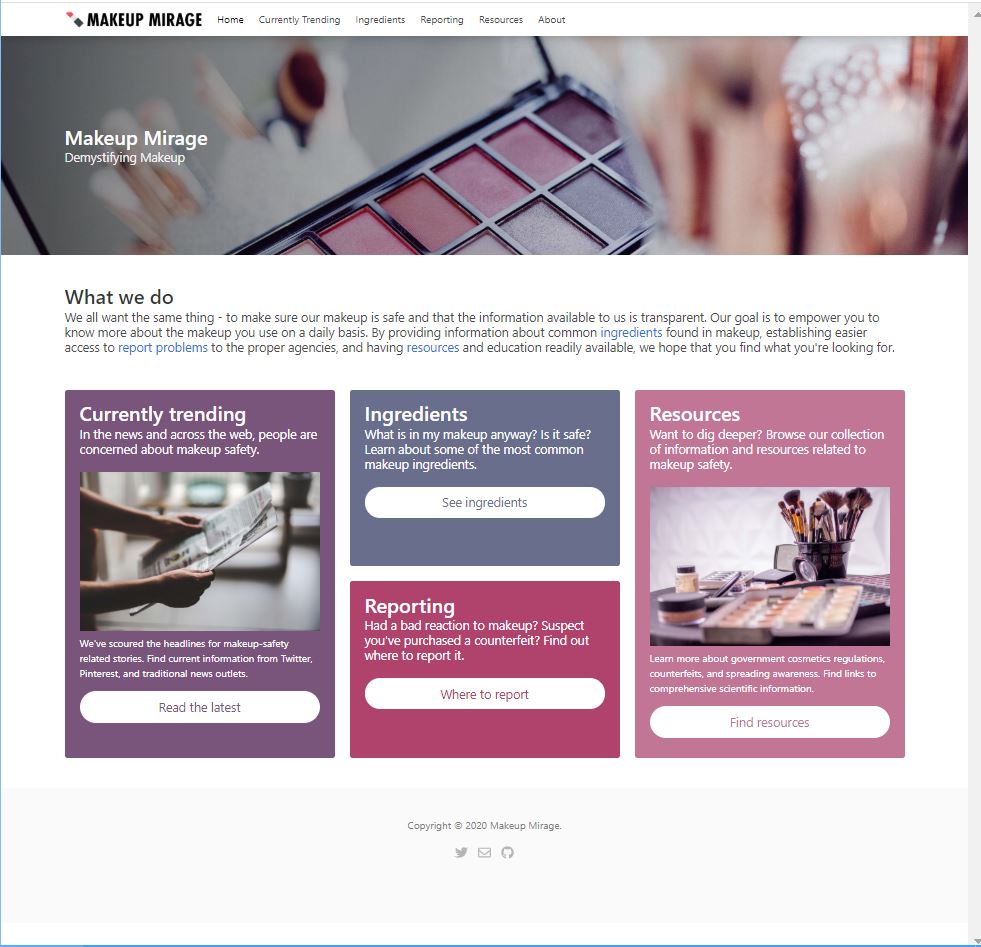 MAKEUP MIRAGE Home Currently Trending Ingredients Reporting Resources About
Makeup Mirage
Demystifying Makeup
What we do
We all want the same thing - to make sure our makeup is safe and that the information available to us is transparent. Our goal is to empower you to
know more about the makeup you use on a daily basis. By providing information about common ingredients found in makeup, establishing easier
access to report problems to the proper agencies, and having resources and education readily available, we hope that you find what you're looking for.
Currently trending
In the news and across the web, people are
concerned about makeup safety.
We've scoured the headlines for makeup-safety
related stories. Find current information from Twitter,
Pinterest, and traditional news outlets.
Read the latest
Ingredients
What is in my makeup anyway? Is it safe?
Learn about some of the most common
makeup ingredients.
See ingredients
Reporting
Had a bad reaction to makeup? Suspect
you've purchased a counterfeit? Find out
where to report it.
Where to report
Resources
Want to dig deeper? Browse our collection
of information and resources related to
makeup safety.
Learn more about government cosmetics regulations,
counterfeits, and spreading awareness. Find links to
comprehensive scientific information.
Find resources
Copyright © 2020 Makeup Mirage.